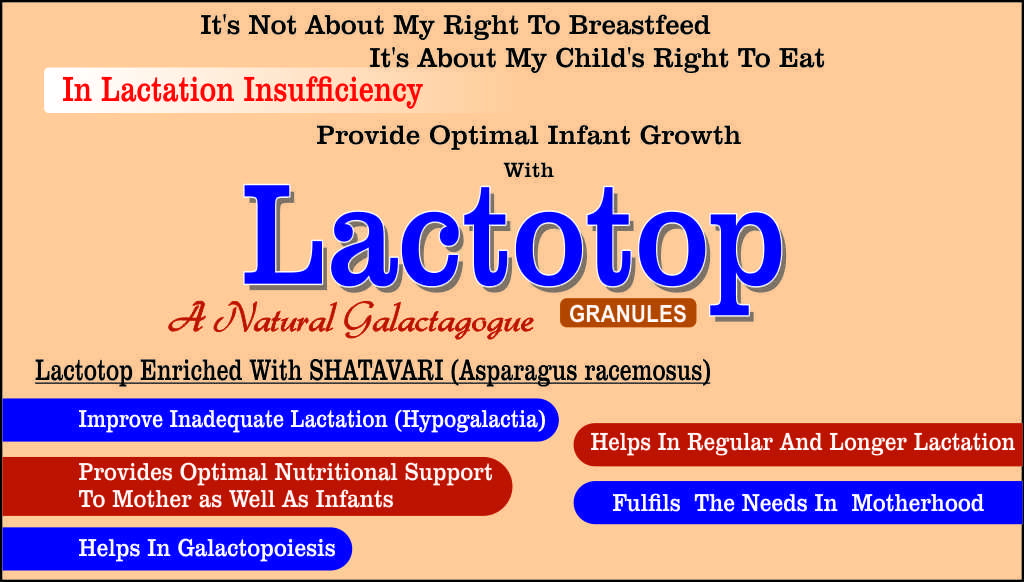 It's Not About My Right To Breastfeed
It's About My Child's Right To Eat
In Lactation Insufficiency
Provide Optimal Infant Growth
With
Lactotop
A Natural Galactagogue
GRANULES
Lactotop Enriched With SHATAVARI (Asparagus racemosus)
Improve Inadequate Lactation (Hypogalactia)
Provides Optimal Nutritional Support
To Mother as Well As Infants
Helps In Galactopoiesis
Helps In Regular And Longer Lactation
Fulfils The Needs In Motherhood